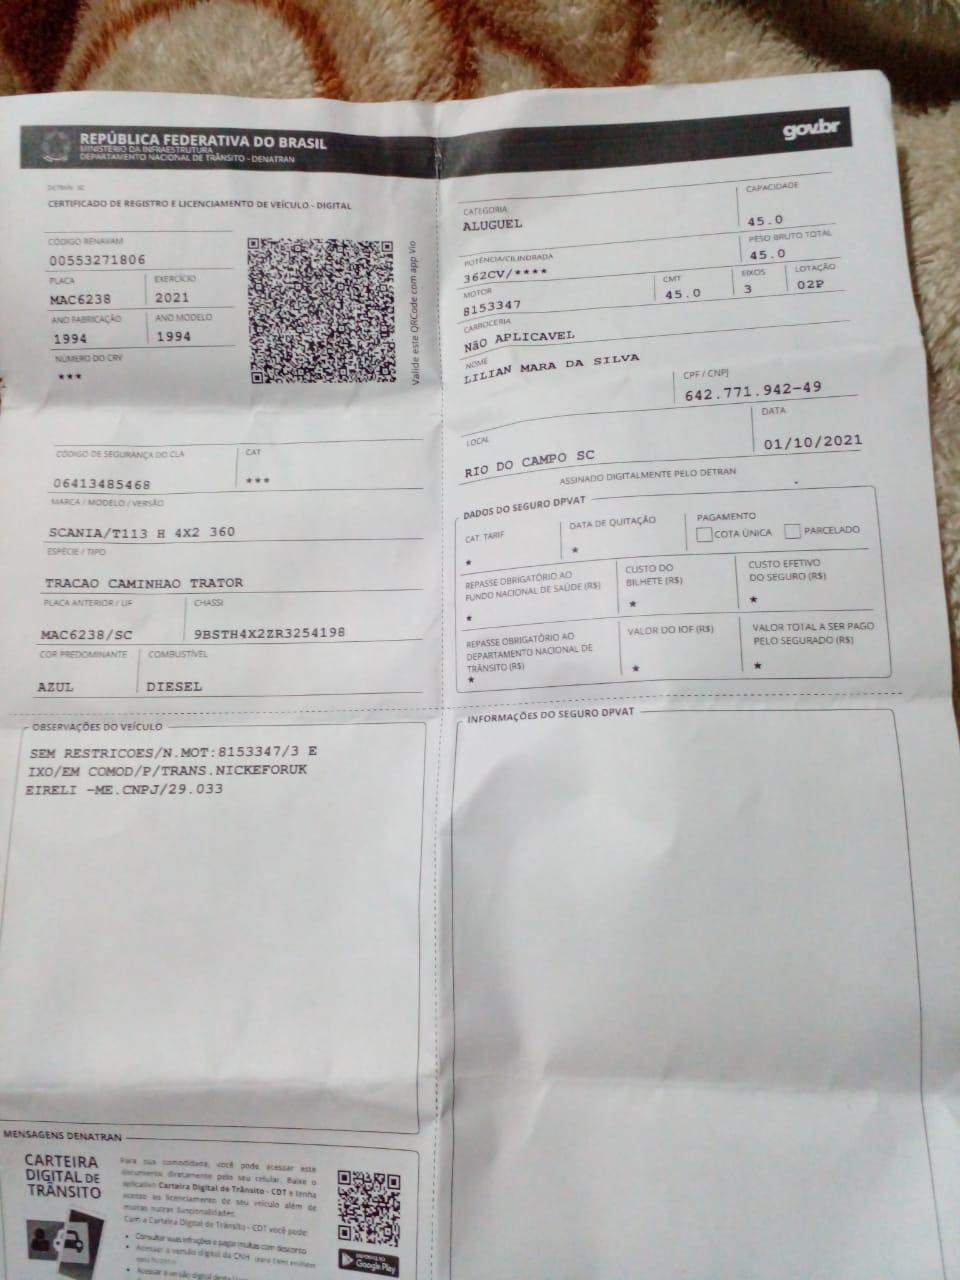 REPÚBLICA FEDERATIVA DO BRASIL
MINISTÉRIO DA INFRAESTRUTURA
DEPARTAMENTO NACIONAL DE TRÂNSITO - DENATRAN
gov.br
DETRAN- SC
CERTIFICADO DE REGISTRO E LICENCIAMENTO DE VEÍCULO - DIGITAL
CÓDIGO RENAVAM
00553271806
PLACA EXERCÍCIO
MAC6238 2021
ANO FABRICAÇÃO ANO MODELO
1994 1994
NÚMERO DO CRV
***
Valide este QRCode com app Vio
CÓDIGO DE SEGURANÇA DO CLA CAT
06413485468 ***
MARCA / MODELO / VERSÃO
SCANIA/T113 H 4X2 360
ESPÉCIE / TIPO
TRACAO CAMINHAO TRATOR
PLACA ANTERIOR / UF CHASSI
MAC6238/SC 9BSTH4X2ZR3254198
COR PREDOMINANTE COMBUSTÍVEL
AZUL DIESEL
CATEGORIA CAPACIDADE
ALUGUEL 45.0
POTÊNCIA/CILINDRADA PESO BRUTO TOTAL
362CV/**** 45.0
MOTOR CMT EIXOS LOTAÇÃO
8153347 45.0 3 02P
CARROCERIA
NãO APLICAVEL
NOME
LILIAN MARA DA SILVA
CPF / CNPJ
642.771.942-49
LOCAL DATA
RIO DO CAMPO SC 01/10/2021
ASSINADO DIGITALMENTE PELO DETRAN
DADOS DO SEGURO DPVAT
CAT. TARIF DATA DE QUITAÇÃO PAGAMENTO
* * COTA ÚNICA PARCELADO
REPASSE OBRIGATÓRIO AO
FUNDO NACIONAL DE SAÚDE (R$)
*
CUSTO DO
BILHETE (R$)
*
CUSTO EFETIVO
DO SEGURO (R$)
*
REPASSE OBRIGATÓRIO AO
DEPARTAMENTO NACIONAL DE
TRÂNSITO (R$)
*
VALOR DO IOF (R$)
*
VALOR TOTAL A SER PAGO
PELO SEGURADO (R$)
*
OBSERVAÇÕES DO VEÍCULO
SEM RESTRICOES/N.MOT:8153347/3 E
IXO/EM COMOD/P/TRANS.NICKEFORUK
EIRELI -ME.CNPJ/29.033
INFORMAÇÕES DO SEGURO DPVAT
MENSAGENS DENATRAN
CARTEIRA
DIGITAL DE
TRÂNSITO
Para sua comodidade, você pode acessar este
documento diretamente pelo seu celular. Baixe o
aplicativo Carteira Digital de Trânsito - CDT e tenha
acesso ao licenciamento de seu veículo além de
muitas outras funcionalidades.
Com a Carteira Digital de Trânsito - CDT você pode:
• Consultar suas infrações e pagar multas com desconto
• Acessar a versão digital da CNH
• Acessar a versão digital
Google Play